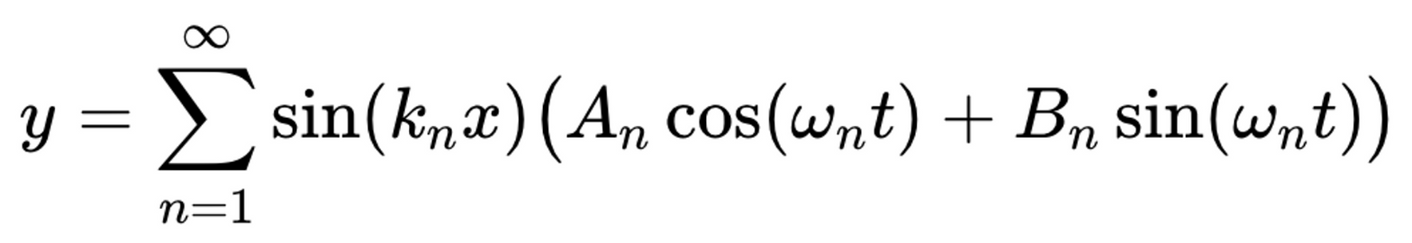 y = \sum_{n=1}^{\infty} \sin(k_n x) \big( A_n \cos(\omega_n t) + B_n \sin(\omega_n t) \big)